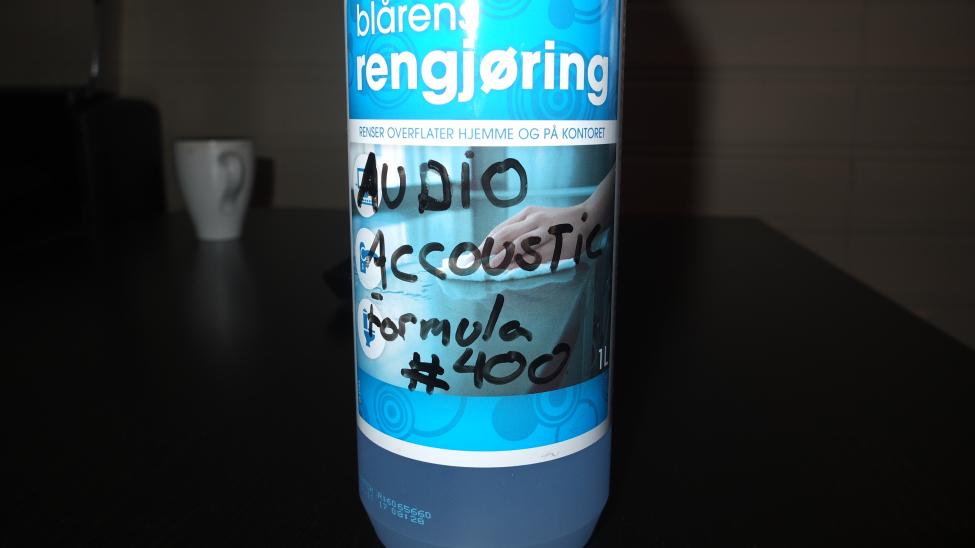 blårens
rengjøring
RENSER OVERFLATER HJEMME OG PÅ KONTORET
AUDIO
ACCOUSTIC
formula
#400
1L